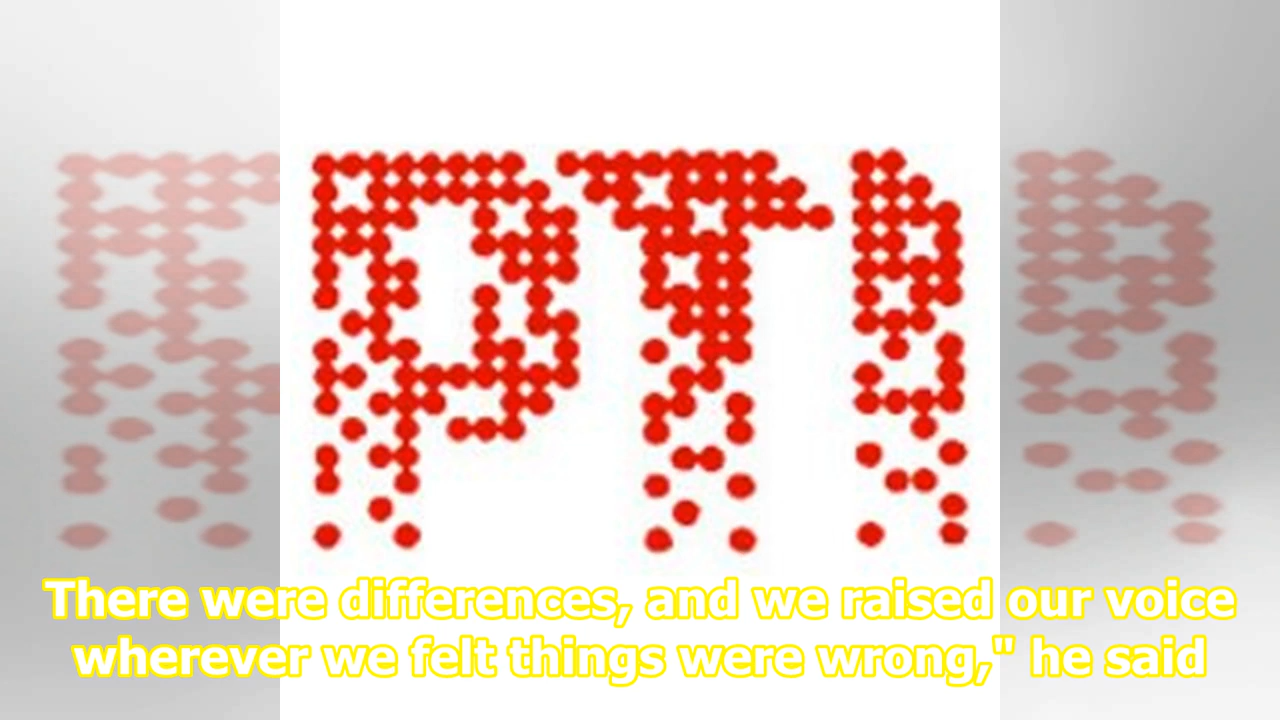 PTI
There were differences, and we raised our voice
wherever we felt things were wrong," he said